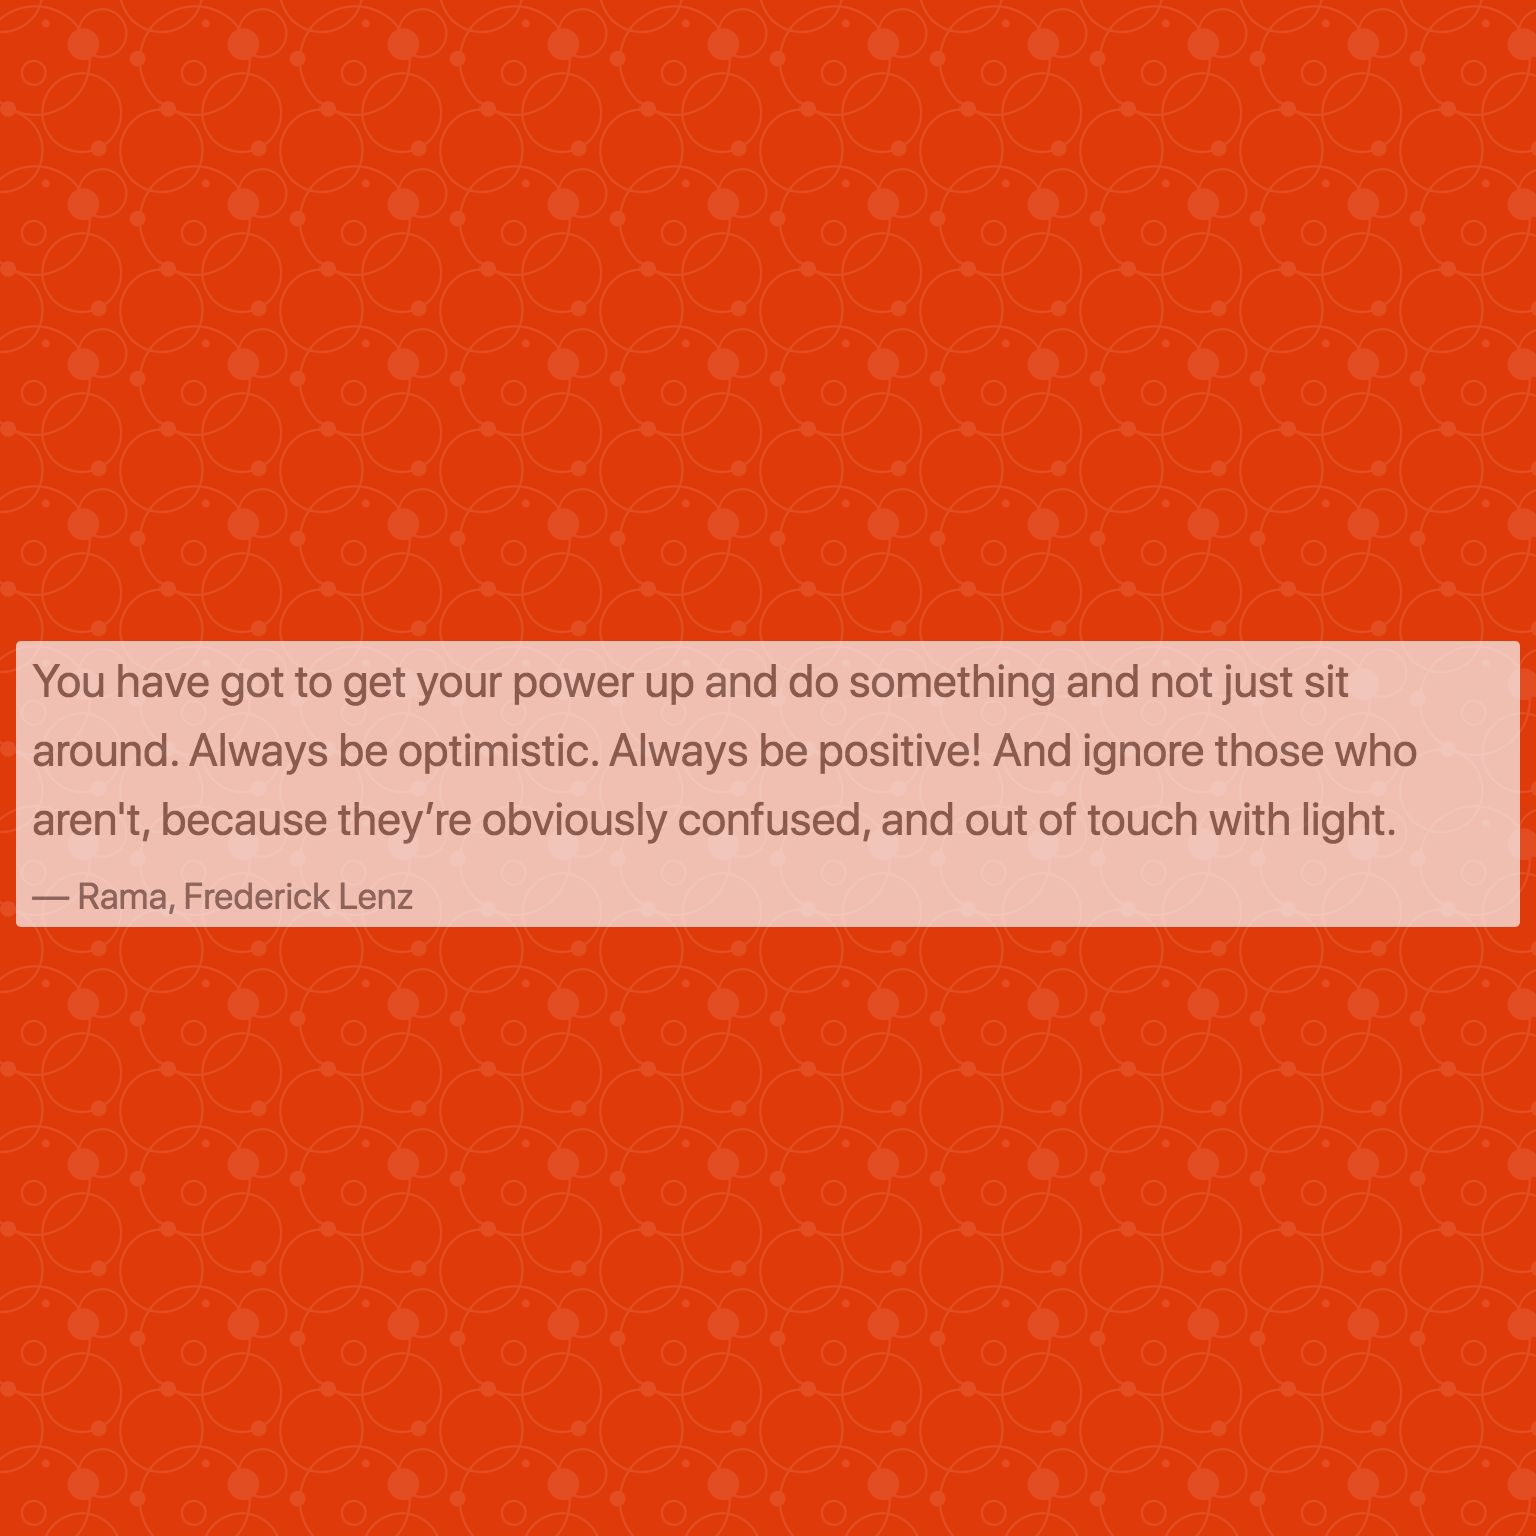 You have got to get your power up and do something and not just sit
around. Always be optimistic. Always be positive! And ignore those who
aren't, because they’re obviously confused, and out of touch with light.
— Rama, Frederick Lenz